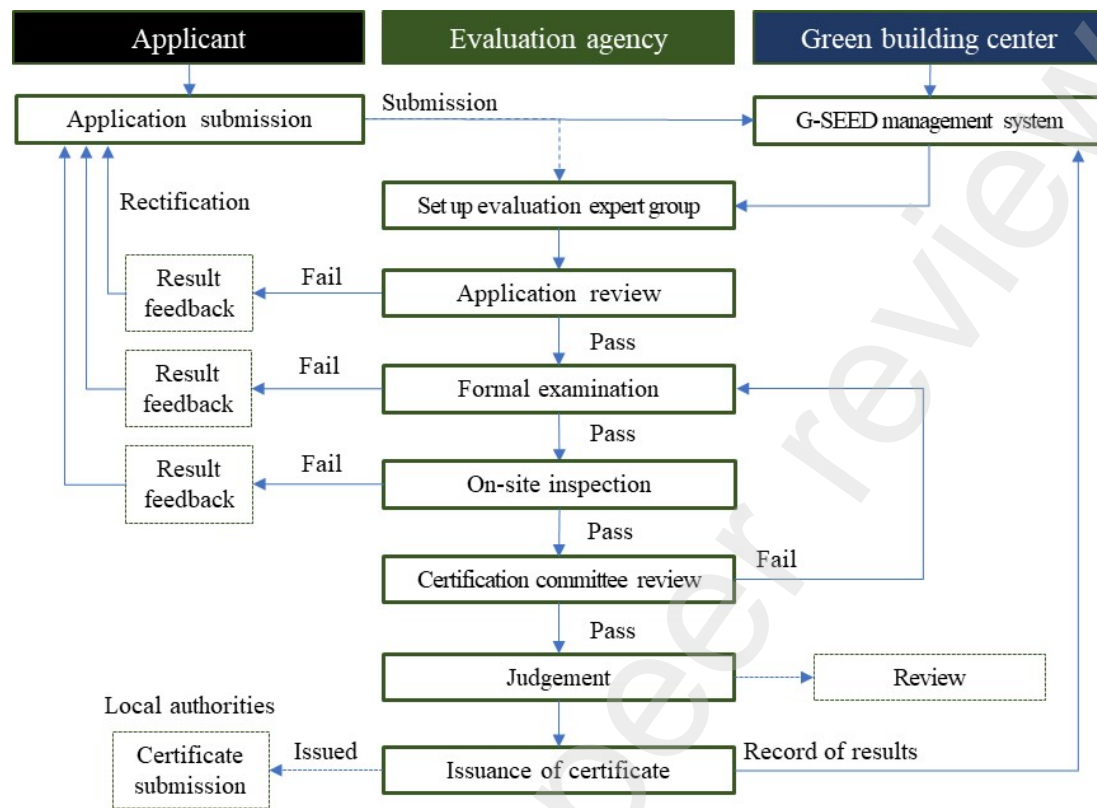 Applicant
Evaluation agency
Green building center
Submission
Application submission
G-SEED management system
Rectification
Set up evaluation expert group
Result
feedback
Fail
Application review
Pass
Result
feedback
Fail
Formal examination
Pass
Result
feedback
Fail
On-site inspection
Pass
Certification committee review
Fail
Pass
Judgement
Review
Local authorities
Certificate
submission
Issued
Issuance of certificate
Record of results
peer review